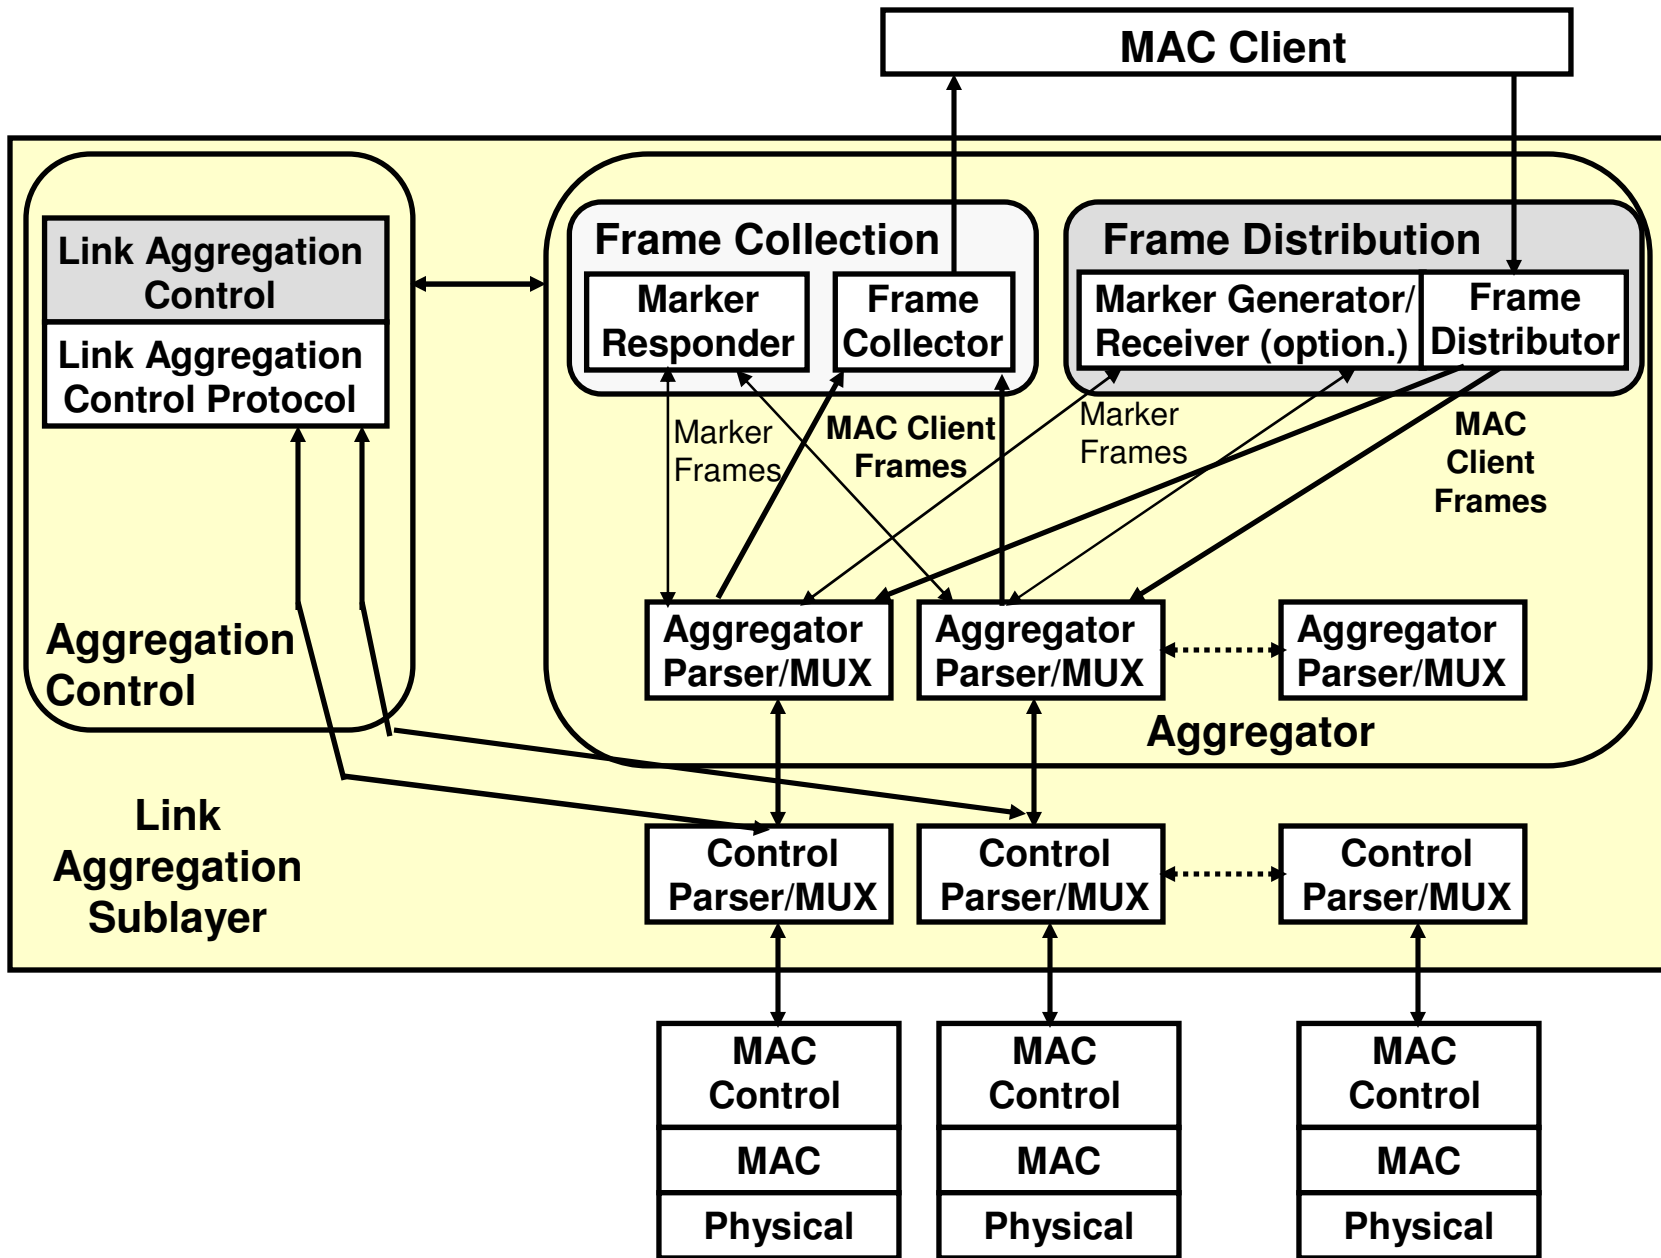 MAC Client
Link Aggregation
Control
Link Aggregation
Control Protocol
Aggregation
Control
Frame Collection
Marker
Responder
Frame
Collector
Frame Distribution
Marker Generator/
Receiver (option.)
Frame
Distributor
Marker
Frames
MAC Client
Frames
Marker
Frames
MAC
Client
Frames
Aggregator
Parser/MUX
Aggregator
Parser/MUX
Aggregator
Parser/MUX
Aggregator
Link
Aggregation
Sublayer
Control
Parser/MUX
Control
Parser/MUX
Control
Parser/MUX
MAC
Control
MAC
Physical
MAC
Control
MAC
Physical
MAC
Control
MAC
Physical